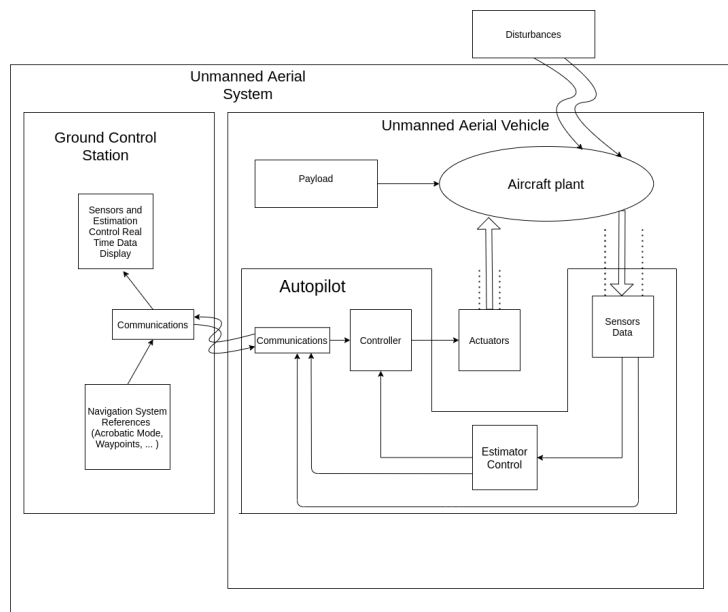 Disturbances
Unmanned Aerial
System
Ground Control
Station
Unmanned Aerial Vehicle
Payload
Aircraft plant
Sensors and
Estimation
Control Real
Time Data
Display
Autopilot
Communications
Communications
Controller
Actuators
Sensors
Data
Navigation System
References
(Acrobatic Mode,
Waypoints, ... )
Estimator
Control